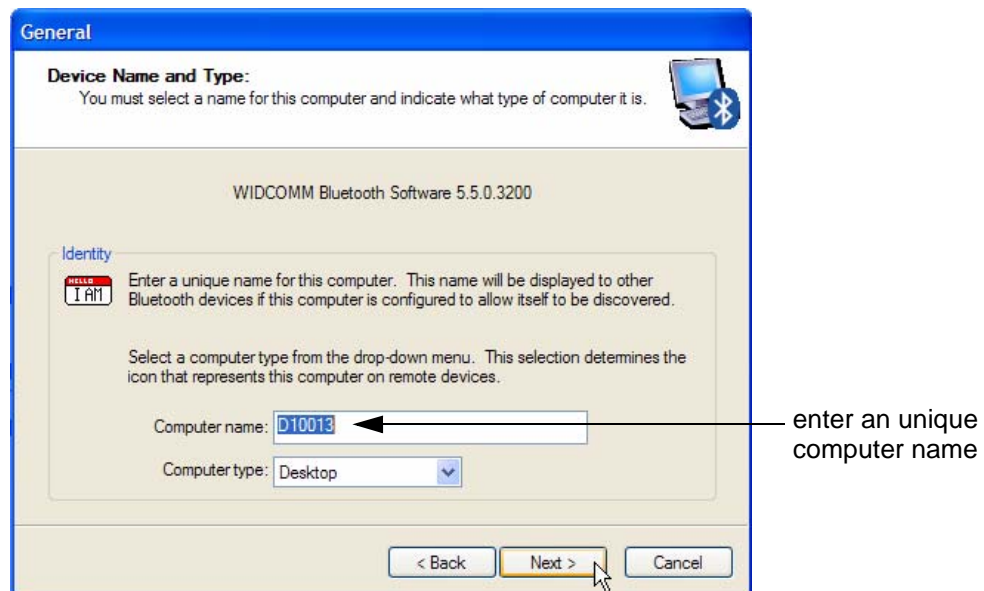 General
Device Name and Type:
You must select a name for this computer and indicate what type of computer it is.
WIDCOMM Bluetooth Software 5.5.0.3200
Identity
HELLO
I AM
Enter a unique name for this computer.  This name will be displayed to other
Bluetooth devices if this computer is configured to allow itself to be discovered.
Select a computer type from the drop-down menu.  This selection determines the
icon that represents this computer on remote devices.
Computer name: D10013
enter an unique
computer name
Computer type: Desktop
< Back Next > Cancel